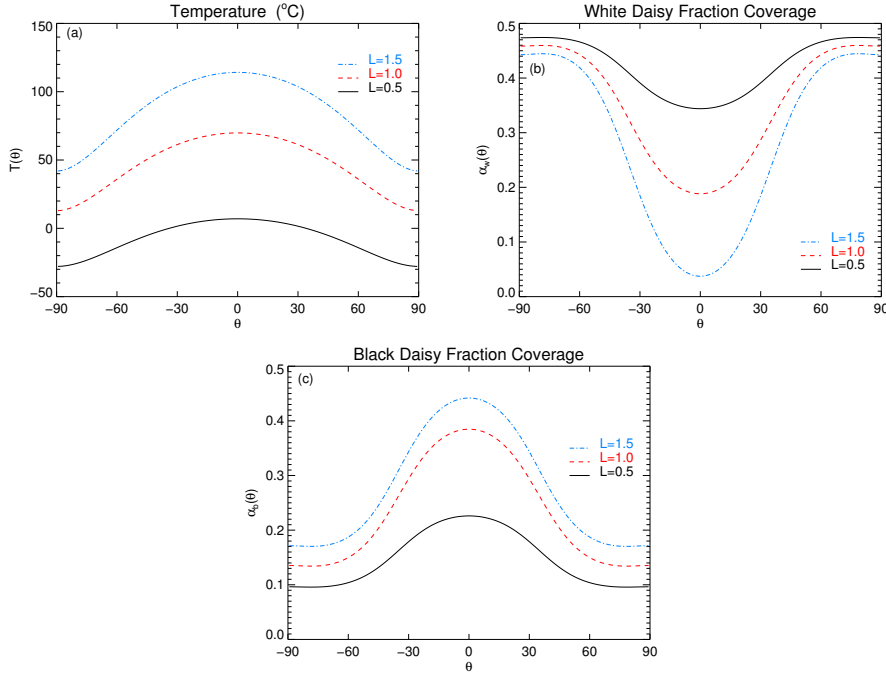 Temperature (°C)
(a)
L=1.5
L=1.0
L=0.5
T(θ)
150
100
50
0
−50
−90 −60 −30 0 30 60 90
θ
White Daisy Fraction Coverage
(b)
L=1.5
L=1.0
L=0.5
αw(θ)
0.5
0.4
0.3
0.2
0.1
0.0
−90 −60 −30 0 30 60 90
θ
Black Daisy Fraction Coverage
(c)
L=1.5
L=1.0
L=0.5
αb(θ)
0.5
0.4
0.3
0.2
0.1
0.0
−90 −60 −30 0 30 60 90
θ